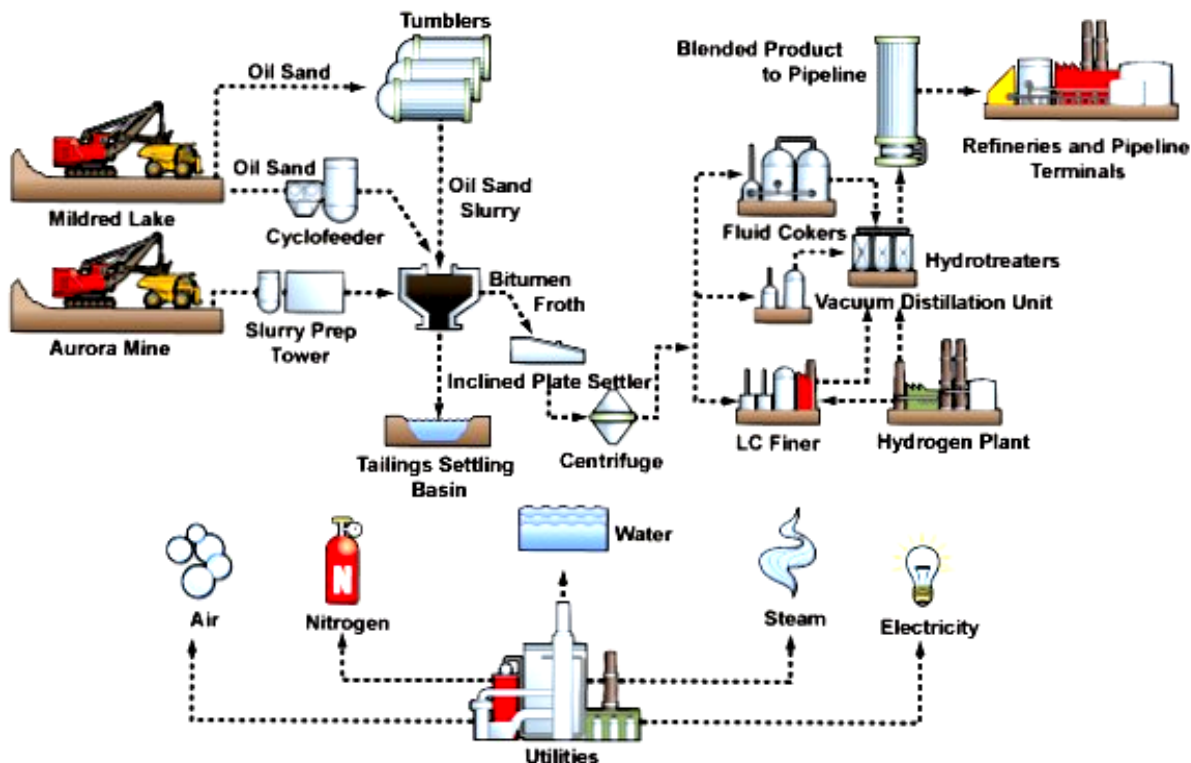 Tumblers
Blended Product
to Pipeline
Oil Sand
Refineries and Pipeline
Terminals
Oil Sand
Oil Sand
Slurry
Mildred Lake
Cyclofeeder
Fluid Cokers
Hydrotreaters
Bitumen
Froth
Vacuum Distillation Unit
Aurora Mine
Slurry Prep
Tower
Inclined Plate Settler
LC Finer
Hydrogen Plant
Centrifuge
Tailings Settling
Basin
Water
N
Air
Nitrogen
Steam
Electricity
Utilities